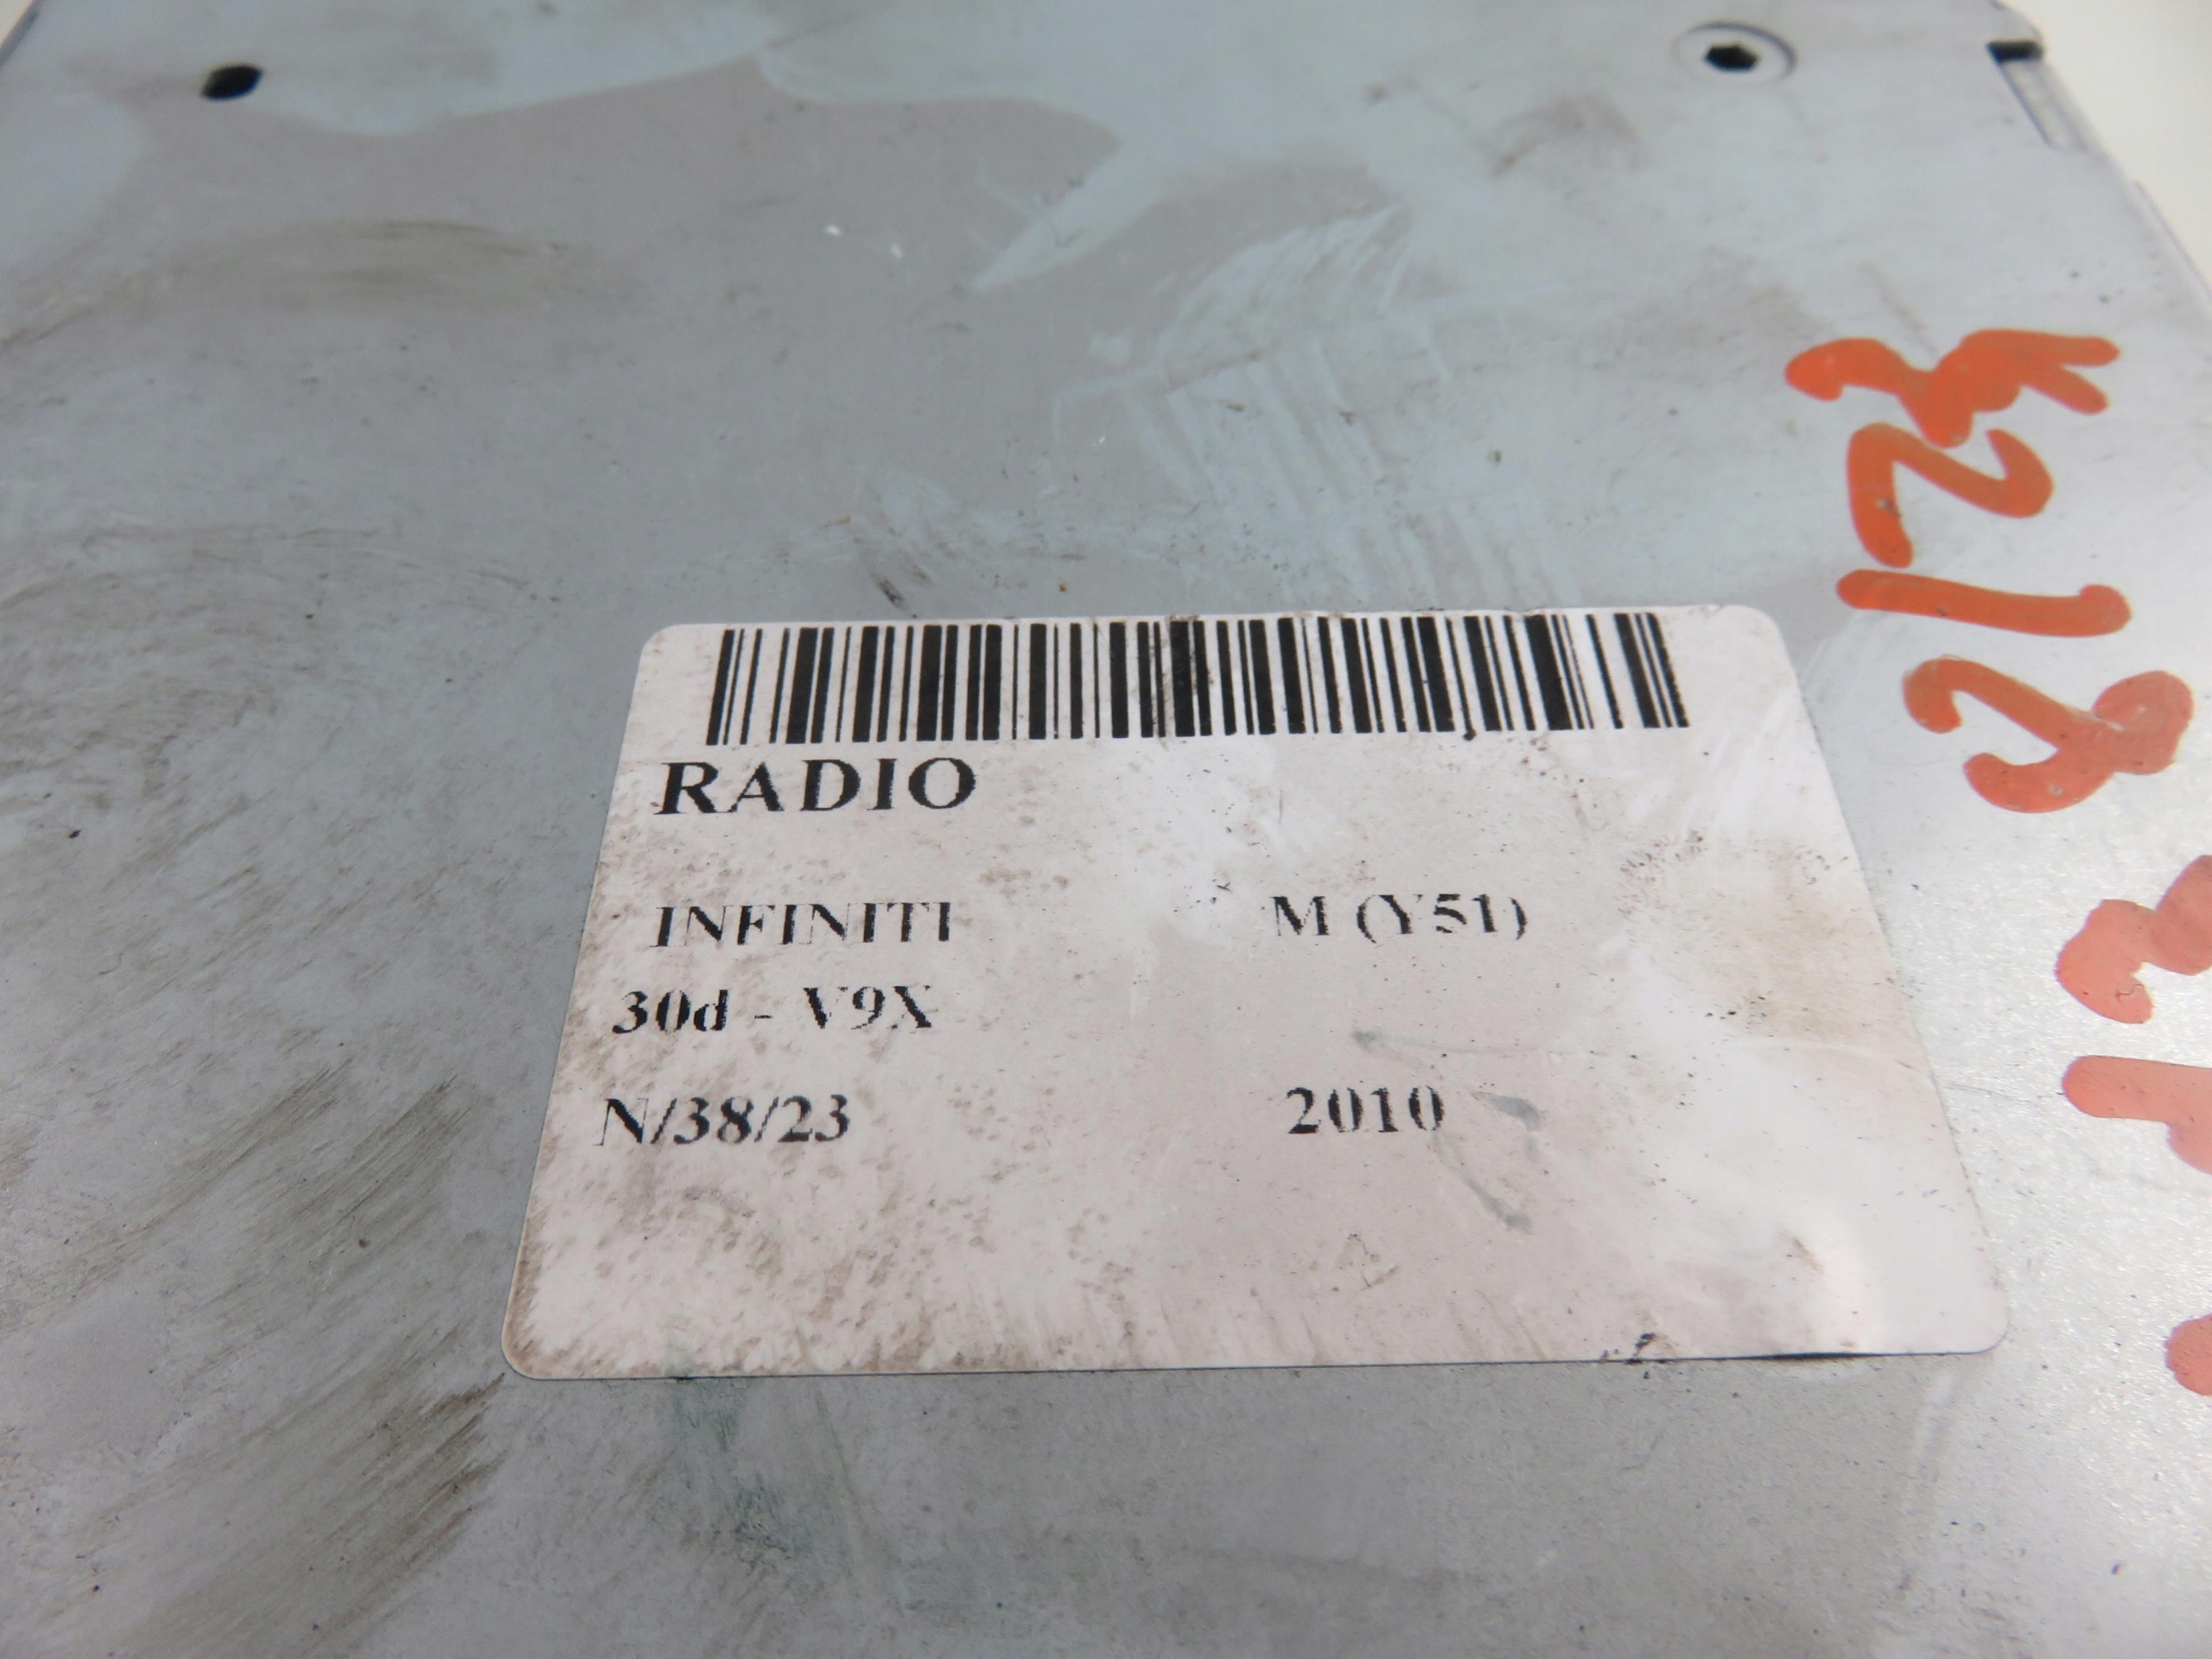 RADIO
INFINITI M (Y51)
30d - V9X
N/38/23 2010